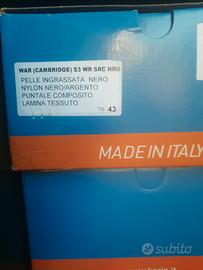 WAR (CAMBRIDGE) S3 WR SRC HRO
PELLE INGRASSATA NERO
NYLON NERO/ARGENTO
PUNTALE COMPOSITO
LAMINA TESSUTO
TG 43
MADE IN ITALY
subito